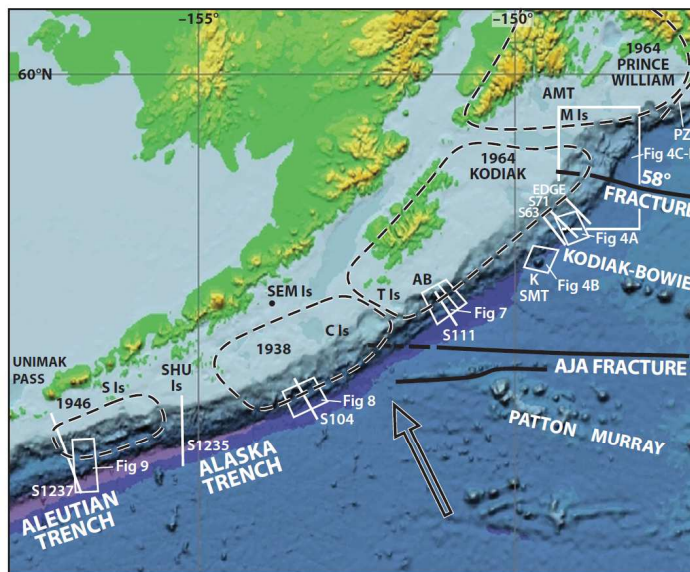 –155°
–150°
60°N
1964
PRINCE
WILLIAM
AMT
M Is
PZ
Fig 4C-
58°
1964
KODIAK
EDGE
S71
S63
FRACTURE
Fig 4A
KODIAK-BOWIE
K
SMT
Fig 4B
AB
T Is
SEM Is
Fig 7
S111
C Is
1938
UNIMAK
PASS
S Is
SHU
Is
AJA FRACTURE
1946
Fig 8
S104
PATTON MURRAY
S1235
ALASKA
TRENCH
Fig 9
S1237
ALEUTIAN
TRENCH